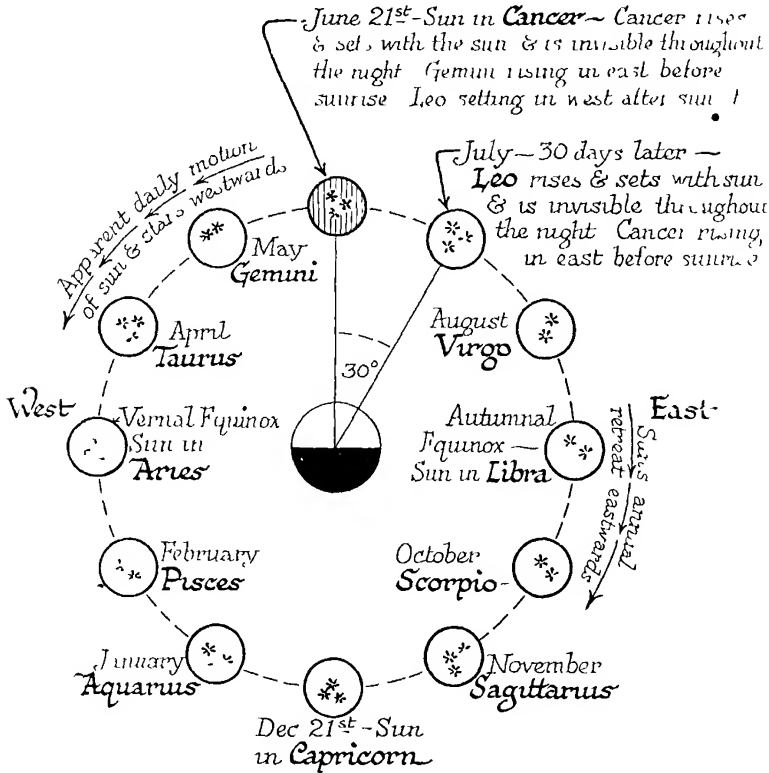 June 21st - Sun in Cancer - Cancer rises
& sets with the sun & is invisible throughout
the night Gemini rising in east before
sunrise Leo setting in west after sun
July - 30 days later -
Leo rises & sets with sun
& is invisible throughout
the night Cancer rising,
in east before sunrise
Apparent daily motion
of sun & stars westwards
May
Gemini
April
Taurus
August
Virgo
30°
West
East
Vernal Equinox
Sun in
Aries
Autumnal
Equinox -
Sun in Libra
Sun's annual
retreat eastwards
February
Pisces
October
Scorpio -
January
Aquarius
November
Sagittarius
Dec 21st - Sun
in Capricorn